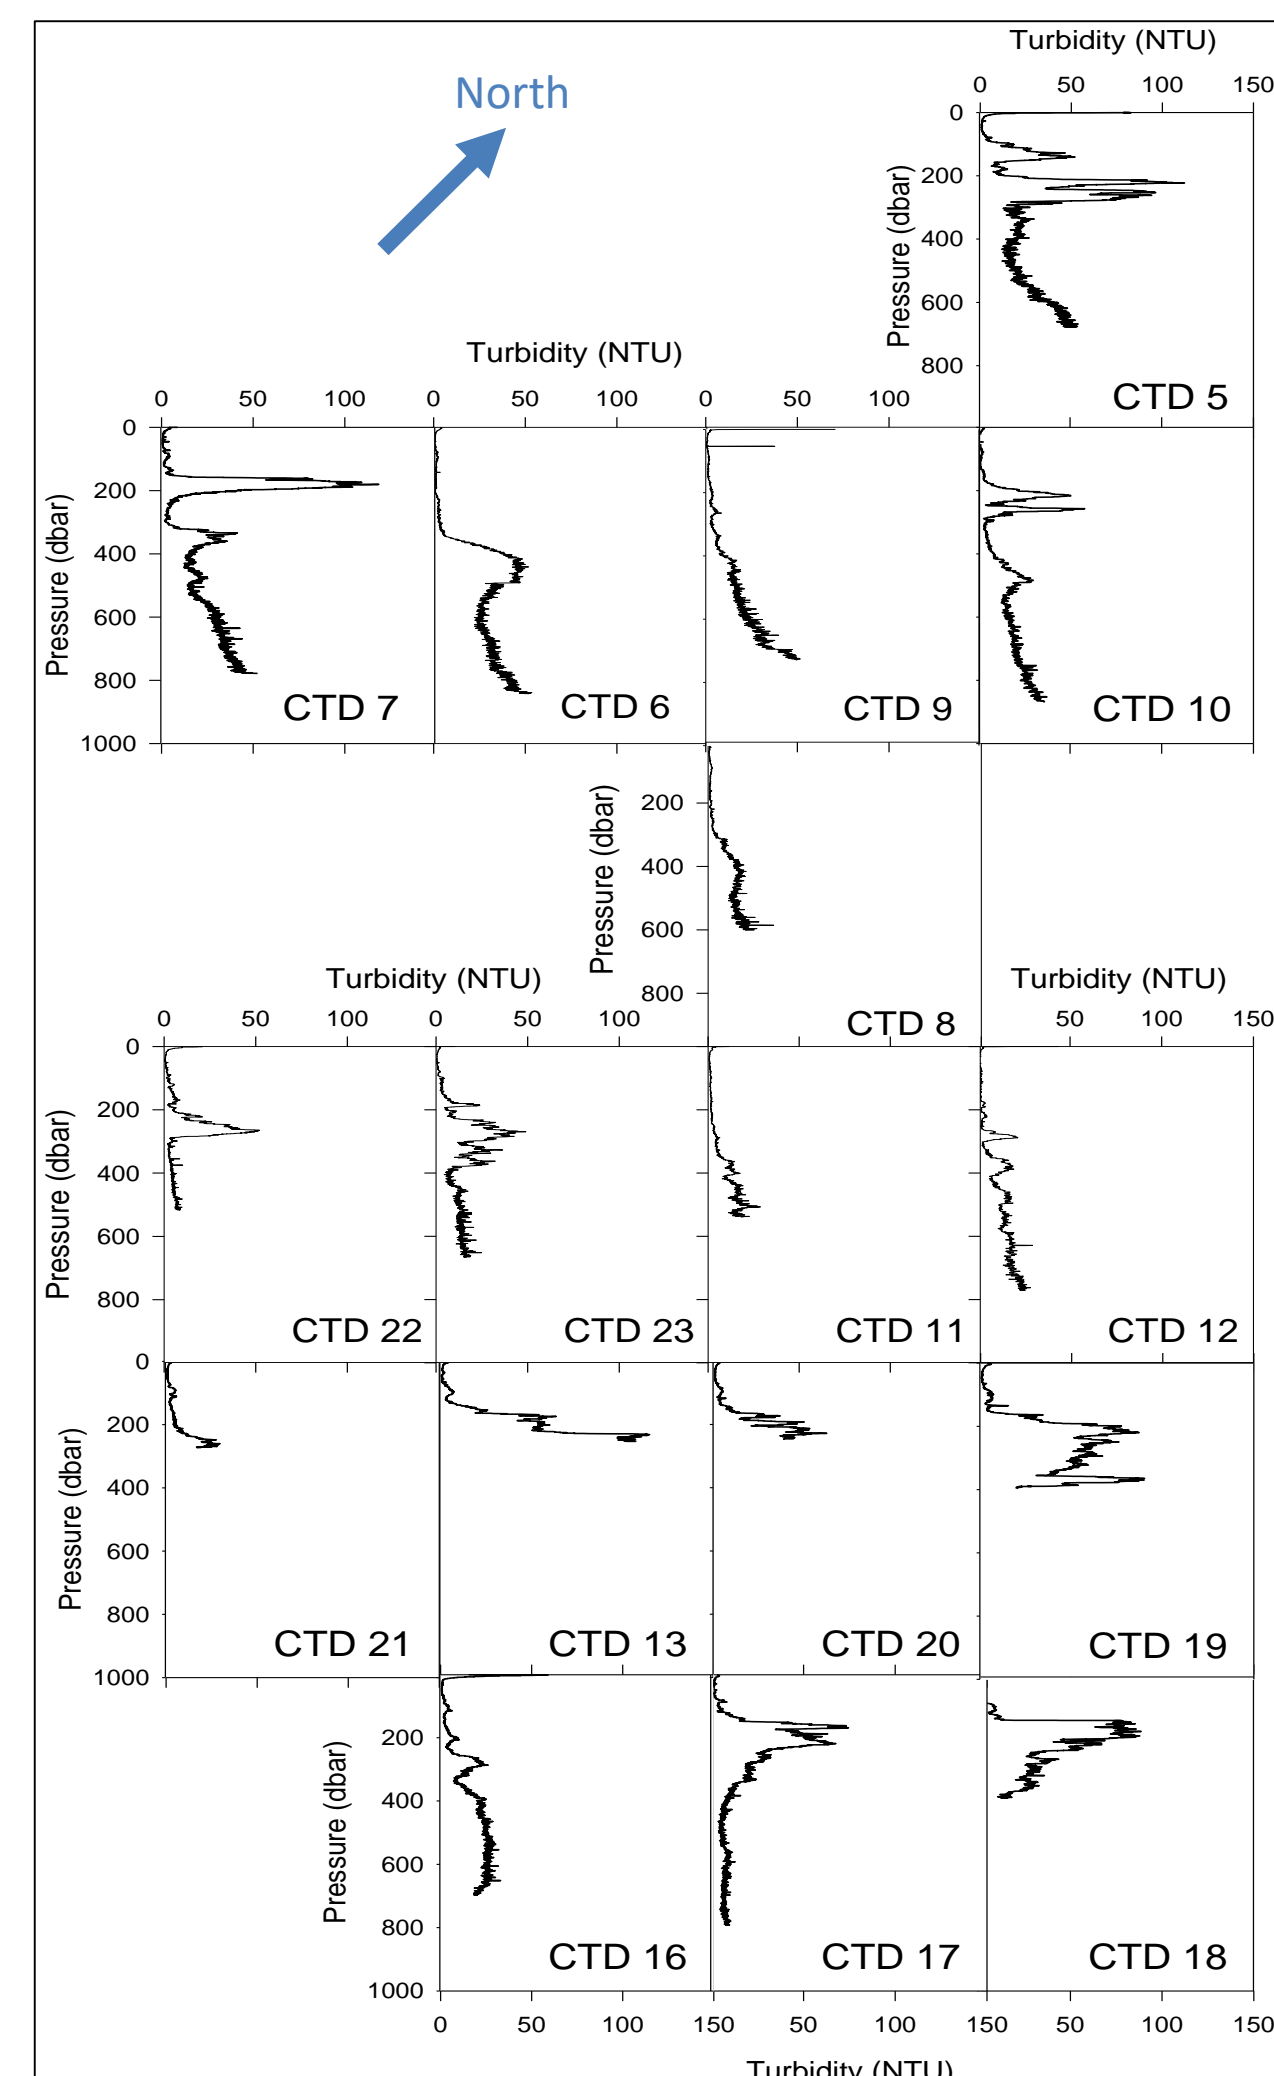 Turbidity (NTU)
0 50 100 150
North
0
200
400
600
800
Pressure (dbar)
CTD 5
Turbidity (NTU)
0 50 100 0 50 100 0 50 100
0
200
400
600
800
1000
Pressure (dbar)
CTD 7 CTD 6 CTD 9 CTD 10
200
400
600
800
Pressure (dbar)
CTD 8
Turbidity (NTU) Turbidity (NTU)
0 50 100 0 50 100 50 100 150
0
200
400
600
800
Pressure (dbar)
CTD 22 CTD 23 CTD 11 CTD 12
0
200
400
600
800
1000
Pressure (dbar)
CTD 21 CTD 13 CTD 20 CTD 19
200
400
600
800
1000
Pressure (dbar)
CTD 16 CTD 17 CTD 18
0 50 100 150 50 100 150 50 100 150
Turbidity (NTU)